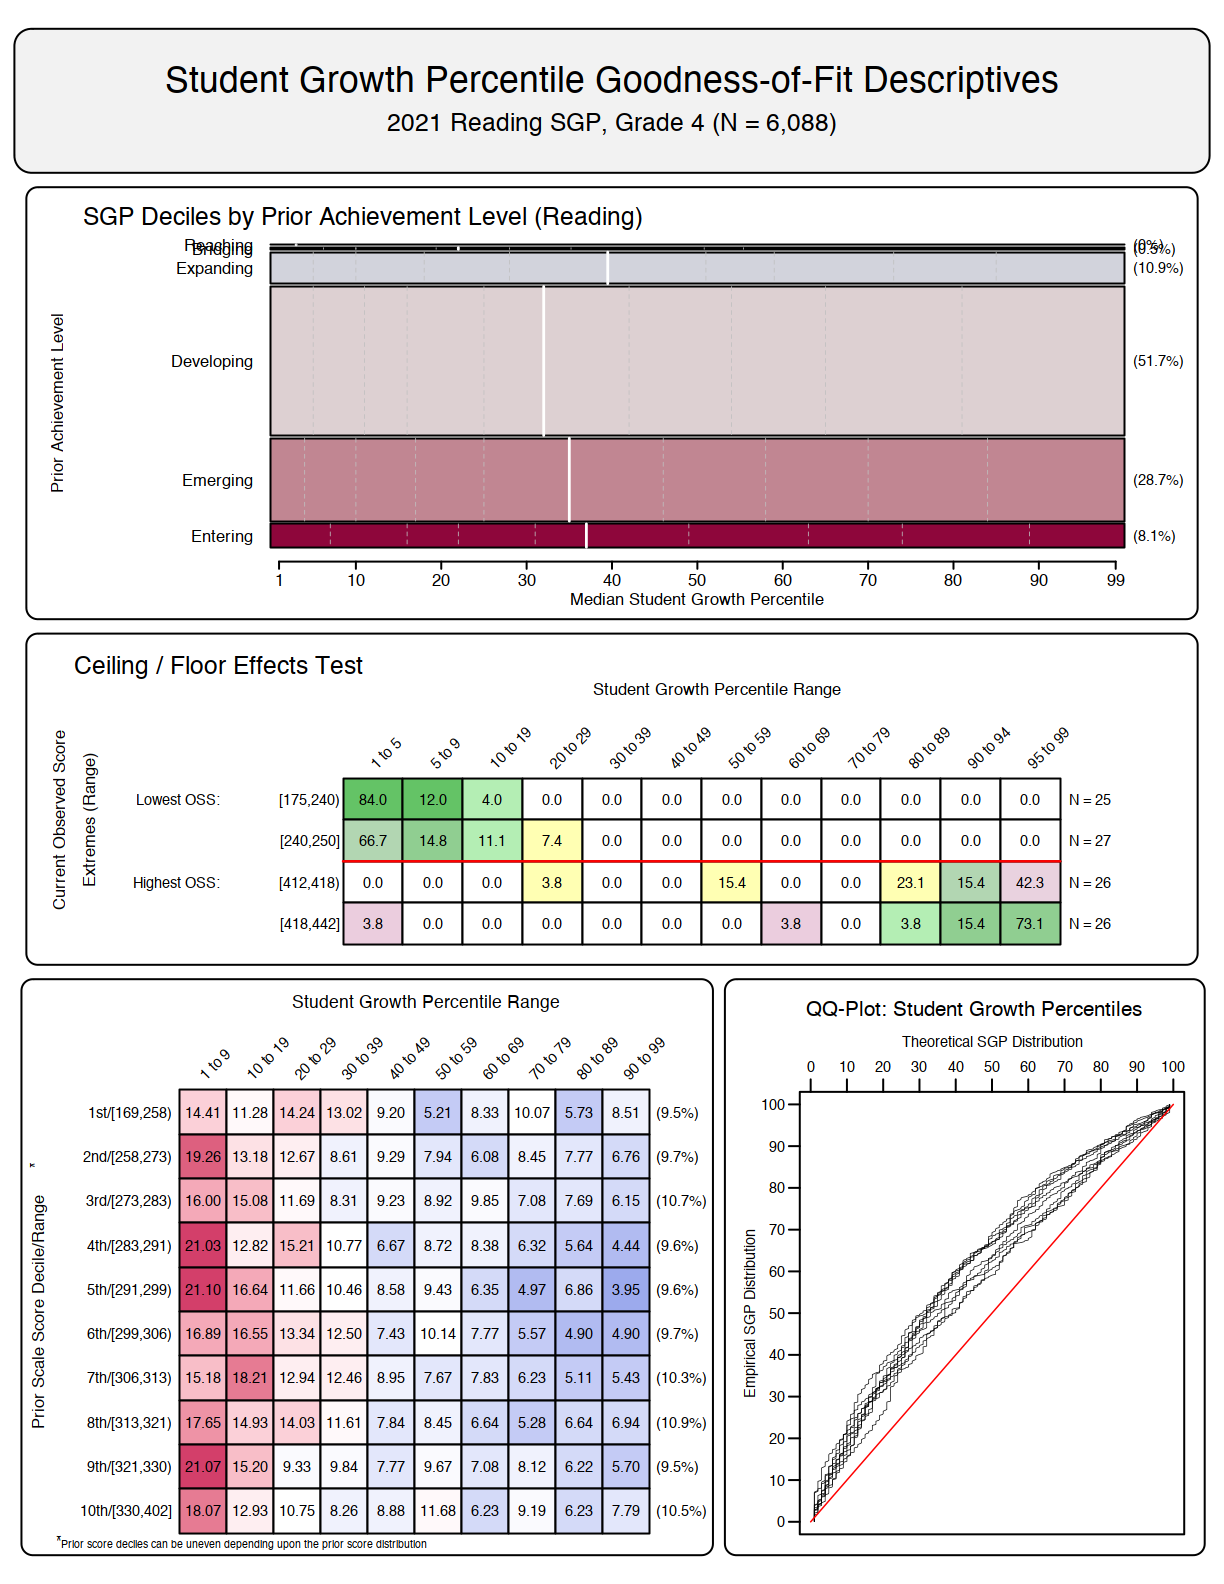 Student Growth Percentile Goodness-of-Fit Descriptives
2021 Reading SGP, Grade 4 (N = 6,088)
SGP Deciles by Prior Achievement Level (Reading)
Prior Achievement Level
Reaching (0%)
Bridging (0.5%)
Expanding (10.9%)
Developing (51.7%)
Emerging (28.7%)
Entering (8.1%)
1 10 20 30 40 50 60 70 80 90 99
Median Student Growth Percentile
Ceiling / Floor Effects Test
Student Growth Percentile Range
Current Observed Score
Extremes (Range)
1 to 5 5 to 9 10 to 19 20 to 29 30 to 39 40 to 49 50 to 59 60 to 69 70 to 79 80 to 89 90 to 94 95 to 99
Lowest OSS: [175,240) 84.0 12.0 4.0 0.0 0.0 0.0 0.0 0.0 0.0 0.0 0.0 0.0 N = 25
[240,250] 66.7 14.8 11.1 7.4 0.0 0.0 0.0 0.0 0.0 0.0 0.0 0.0 N = 27
Highest OSS: [412,418) 0.0 0.0 0.0 3.8 0.0 0.0 15.4 0.0 0.0 23.1 15.4 42.3 N = 26
[418,442] 3.8 0.0 0.0 0.0 0.0 0.0 0.0 3.8 0.0 3.8 15.4 73.1 N = 26
Student Growth Percentile Range
Prior Scale Score Decile/Range *
1 to 9 10 to 19 20 to 29 30 to 39 40 to 49 50 to 59 60 to 69 70 to 79 80 to 89 90 to 99
1st/[169,258) 14.41 11.28 14.24 13.02 9.20 5.21 8.33 10.07 5.73 8.51 (9.5%)
2nd/[258,273) 19.26 13.18 12.67 8.61 9.29 7.94 6.08 8.45 7.77 6.76 (9.7%)
3rd/[273,283) 16.00 15.08 11.69 8.31 9.23 8.92 9.85 7.08 7.69 6.15 (10.7%)
4th/[283,291) 21.03 12.82 15.21 10.77 6.67 8.72 8.38 6.32 5.64 4.44 (9.6%)
5th/[291,299) 21.10 16.64 11.66 10.46 8.58 9.43 6.35 4.97 6.86 3.95 (9.6%)
6th/[299,306) 16.89 16.55 13.34 12.50 7.43 10.14 7.77 5.57 4.90 4.90 (9.7%)
7th/[306,313) 15.18 18.21 12.94 12.46 8.95 7.67 7.83 6.23 5.11 5.43 (10.3%)
8th/[313,321) 17.65 14.93 14.03 11.61 7.84 8.45 6.64 5.28 6.64 6.94 (10.9%)
9th/[321,330) 21.07 15.20 9.33 9.84 7.77 9.67 7.08 8.12 6.22 5.70 (9.5%)
10th/[330,402] 18.07 12.93 10.75 8.26 8.88 11.68 6.23 9.19 6.23 7.79 (10.5%)
*Prior score deciles can be uneven depending upon the prior score distribution
QQ-Plot: Student Growth Percentiles
Theoretical SGP Distribution
0 10 20 30 40 50 60 70 80 90 100
Empirical SGP Distribution
100
90
80
70
60
50
40
30
20
10
0